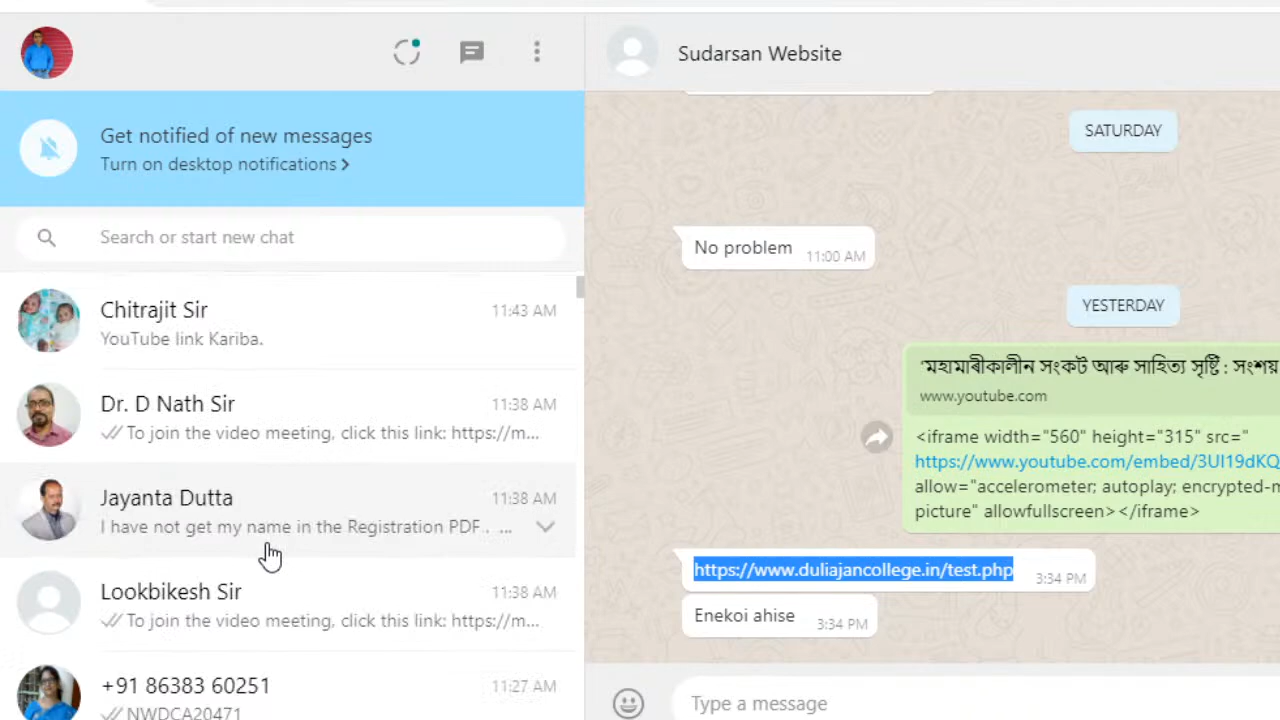 Get notified of new messages
Turn on desktop notifications
Search or start new chat
Chitrajit Sir
11:43 AM
YouTube link Kariba.
Dr. D Nath Sir
11:38 AM
To join the video meeting, click this link: https://m...
Jayanta Dutta
11:38 AM
I have not get my name in the Registration PDF . ...
Lookbikesh Sir
11:38 AM
To join the video meeting, click this link: https://m...
+91 86383 60251
11:27 AM
NWDCA20471
Sudarsan Website
SATURDAY
No problem
11:00 AM
YESTERDAY
'মহামাৰীকালীন সংকট আৰু সাহিত্য সৃষ্টি : সংশয়
www.youtube.com
<iframe width="560" height="315" src="
https://www.youtube.com/embed/3UI19dKQ
allow="accelerometer; autoplay; encrypted-m
picture" allowfullscreen></iframe>
https://www.duliajancollege.in/test.php
3:34 PM
Enekoi ahise
3:34 PM
Type a message